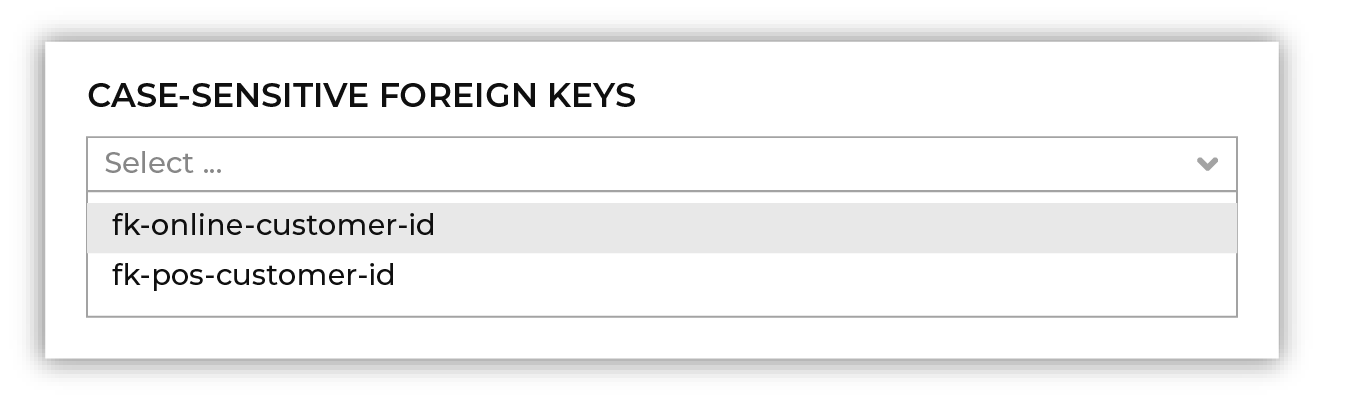 CASE-SENSITIVE FOREIGN KEYS
Select ...
fk-online-customer-id
fk-pos-customer-id